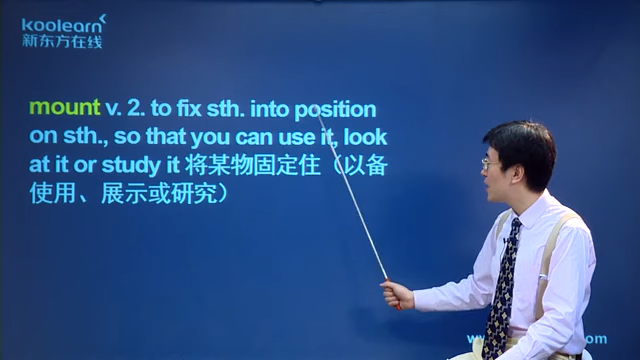 koolearn
新东方在线
mount v. 2. to fix sth. into position
on sth., so that you can use it, look
at it or study it 将某物固定住（以备
使用、展示或研究）